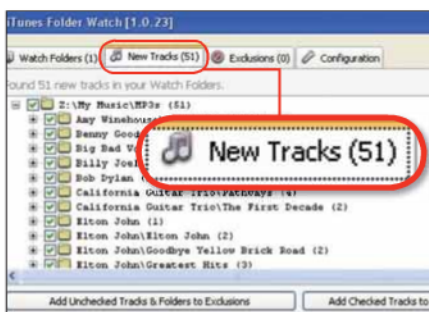 iTunes Folder Watch [1.0.23]
Watch Folders (1) New Tracks (51) Exclusions (0) Configuration
ound 51 new tracks in your Watch Folders.
Z:\My Music\MP3s (51)
Amy Winehous
Benny Good
Big Bad Vo
Billy Joel
Bob Dylan
New Tracks (51)
California Guitar Trio\Pathways (4)
California Guitar Trio\The First Decade (2)
Elton John (1)
Elton John\Elton John (2)
Elton John\Goodbye Yellow Brick Road (2)
Elton John\Greatest Hits (3)
Add Unchecked Tracks & Folders to Exclusions Add Checked Tracks to